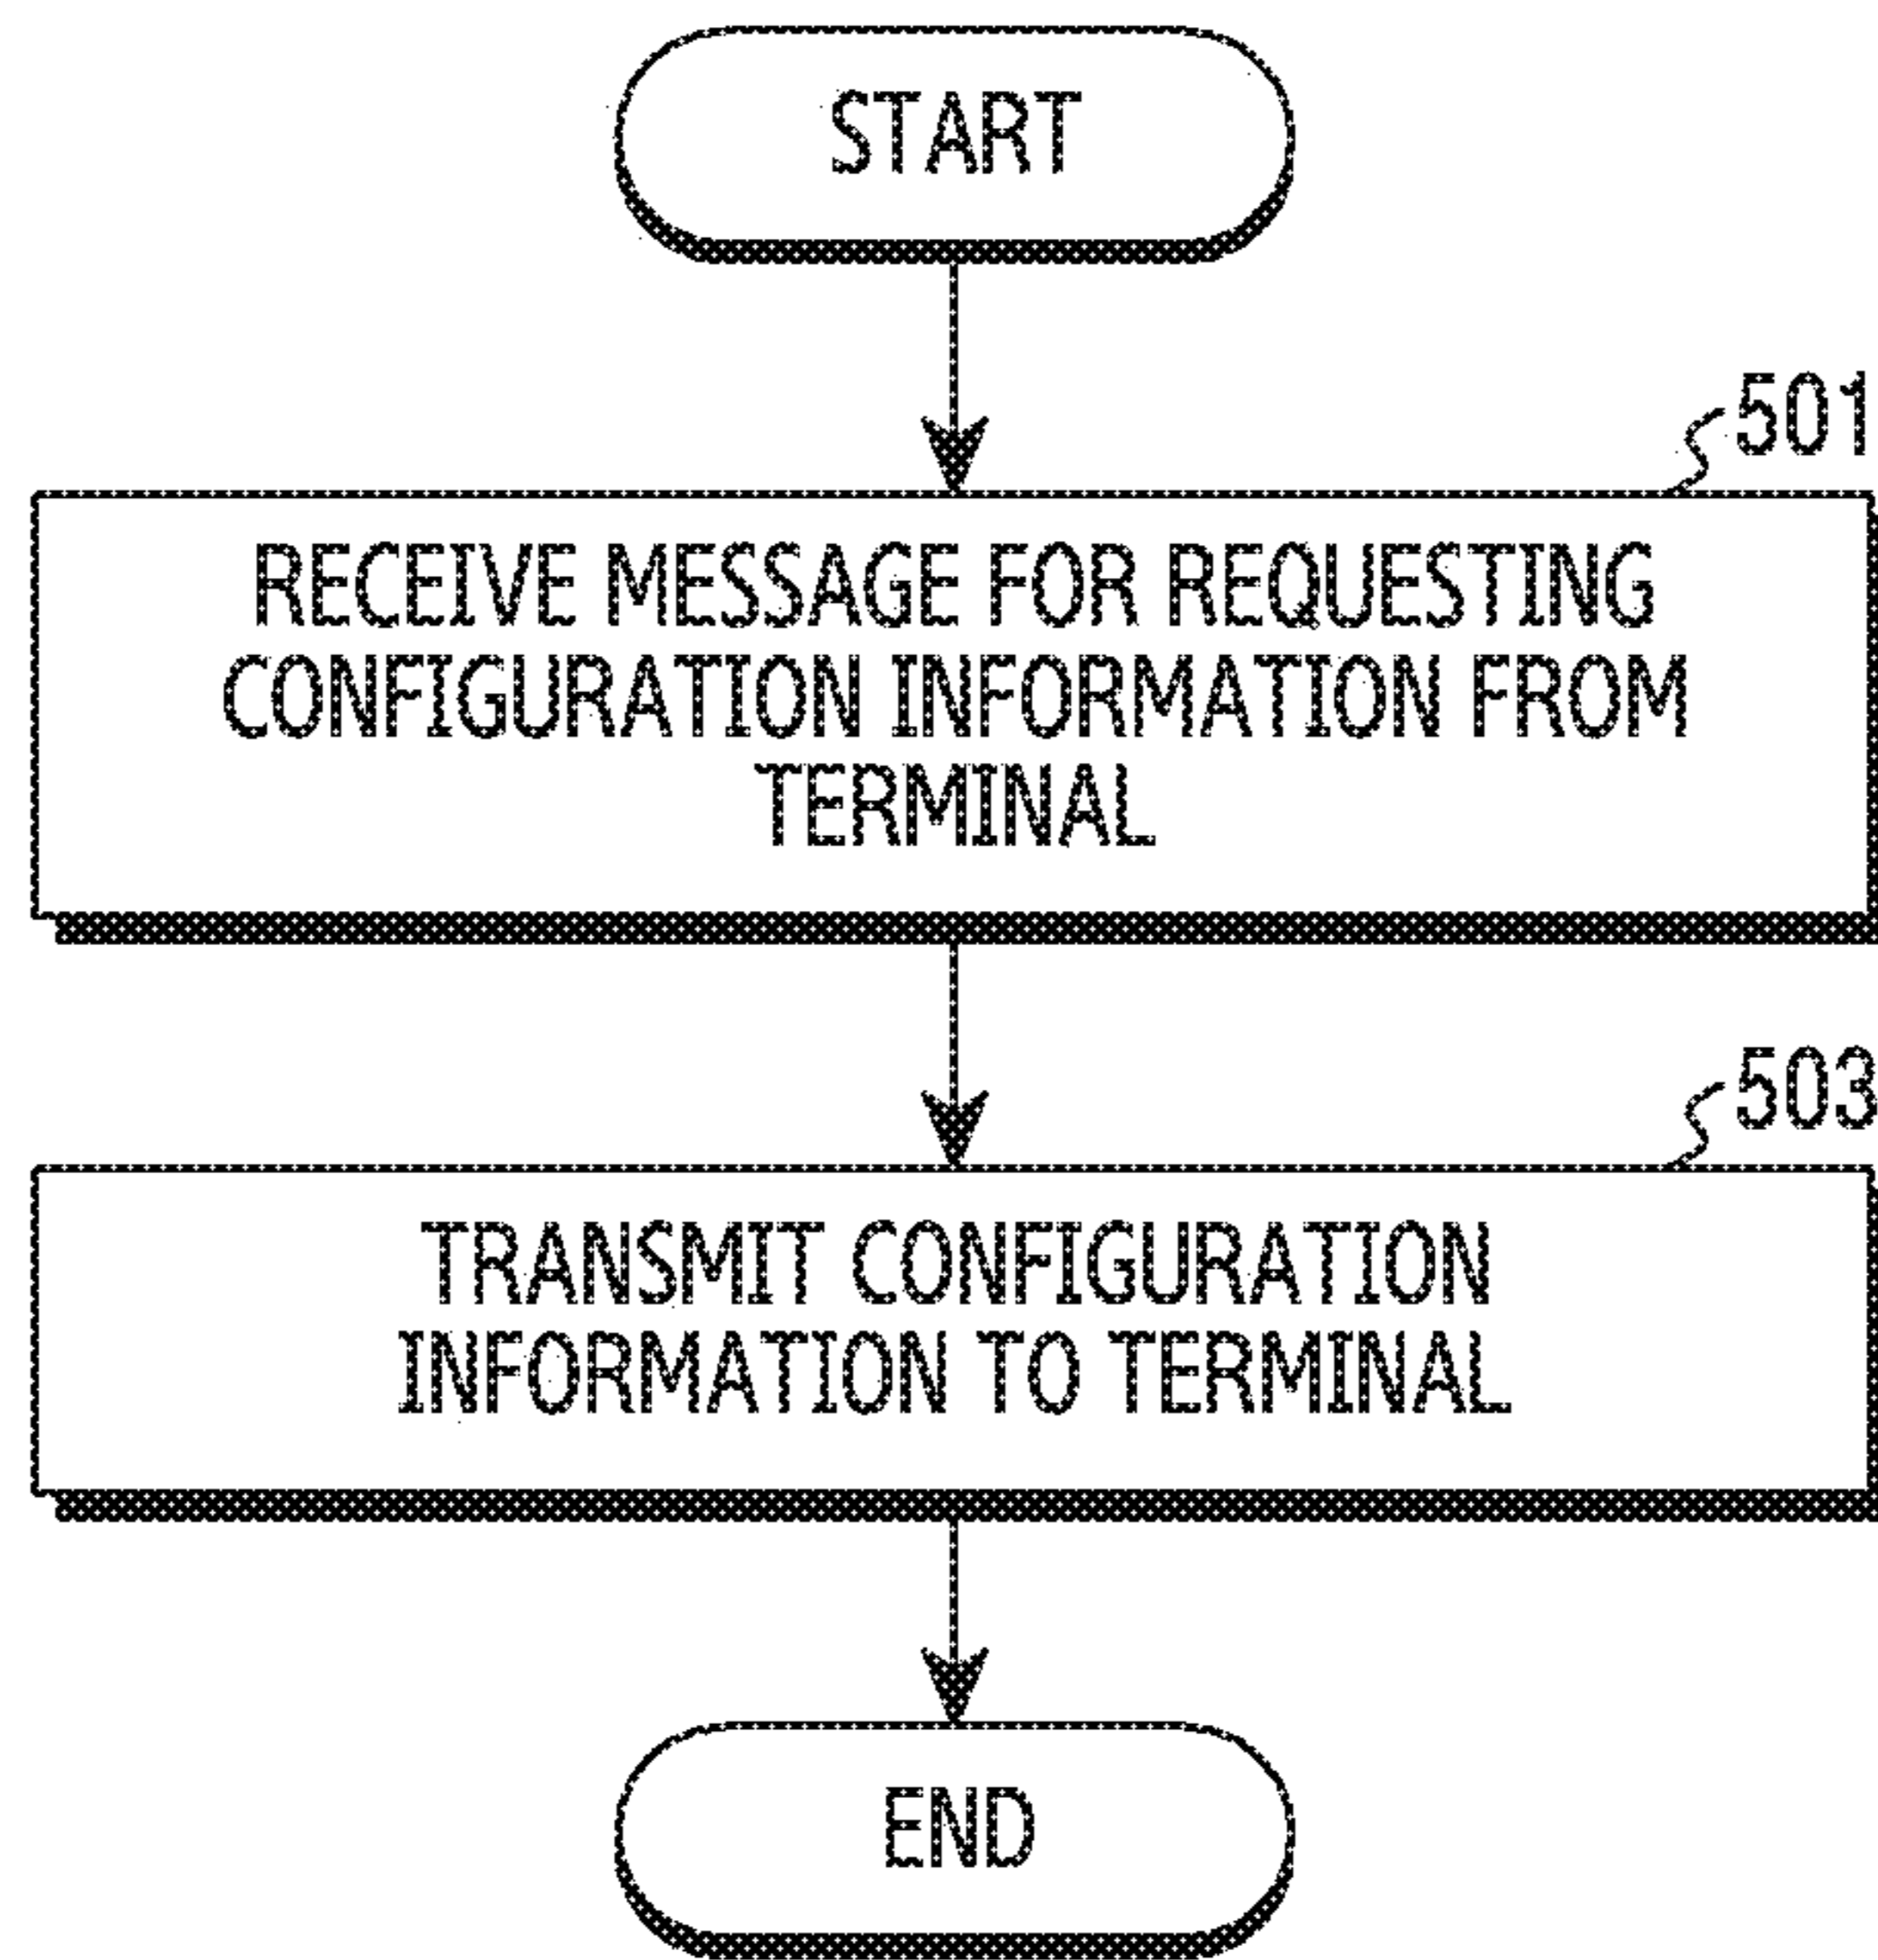 START
501
RECEIVE MESSAGE FOR REQUESTING
CONFIGURATION INFORMATION FROM
TERMINAL
503
TRANSMIT CONFIGURATION
INFORMATION TO TERMINAL
END